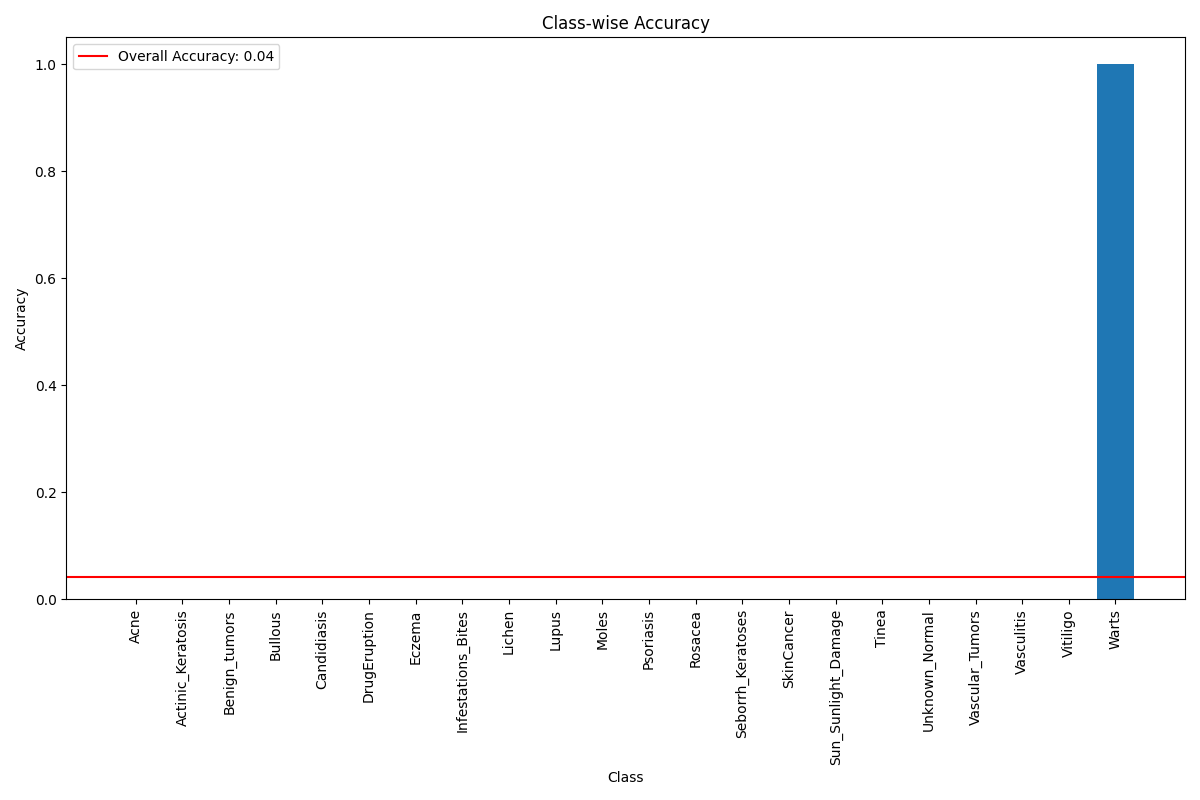 Class-wise Accuracy
Overall Accuracy: 0.04
1.0
0.8
0.6
0.4
0.2
0.0
Accuracy
Acne
Actinic_Keratosis
Benign_tumors
Bullous
Candidiasis
DrugEruption
Eczema
Infestations_Bites
Lichen
Lupus
Moles
Psoriasis
Rosacea
Seborrh_Keratoses
SkinCancer
Sun_Sunlight_Damage
Tinea
Unknown_Normal
Vascular_Tumors
Vasculitis
Vitiligo
Warts
Class